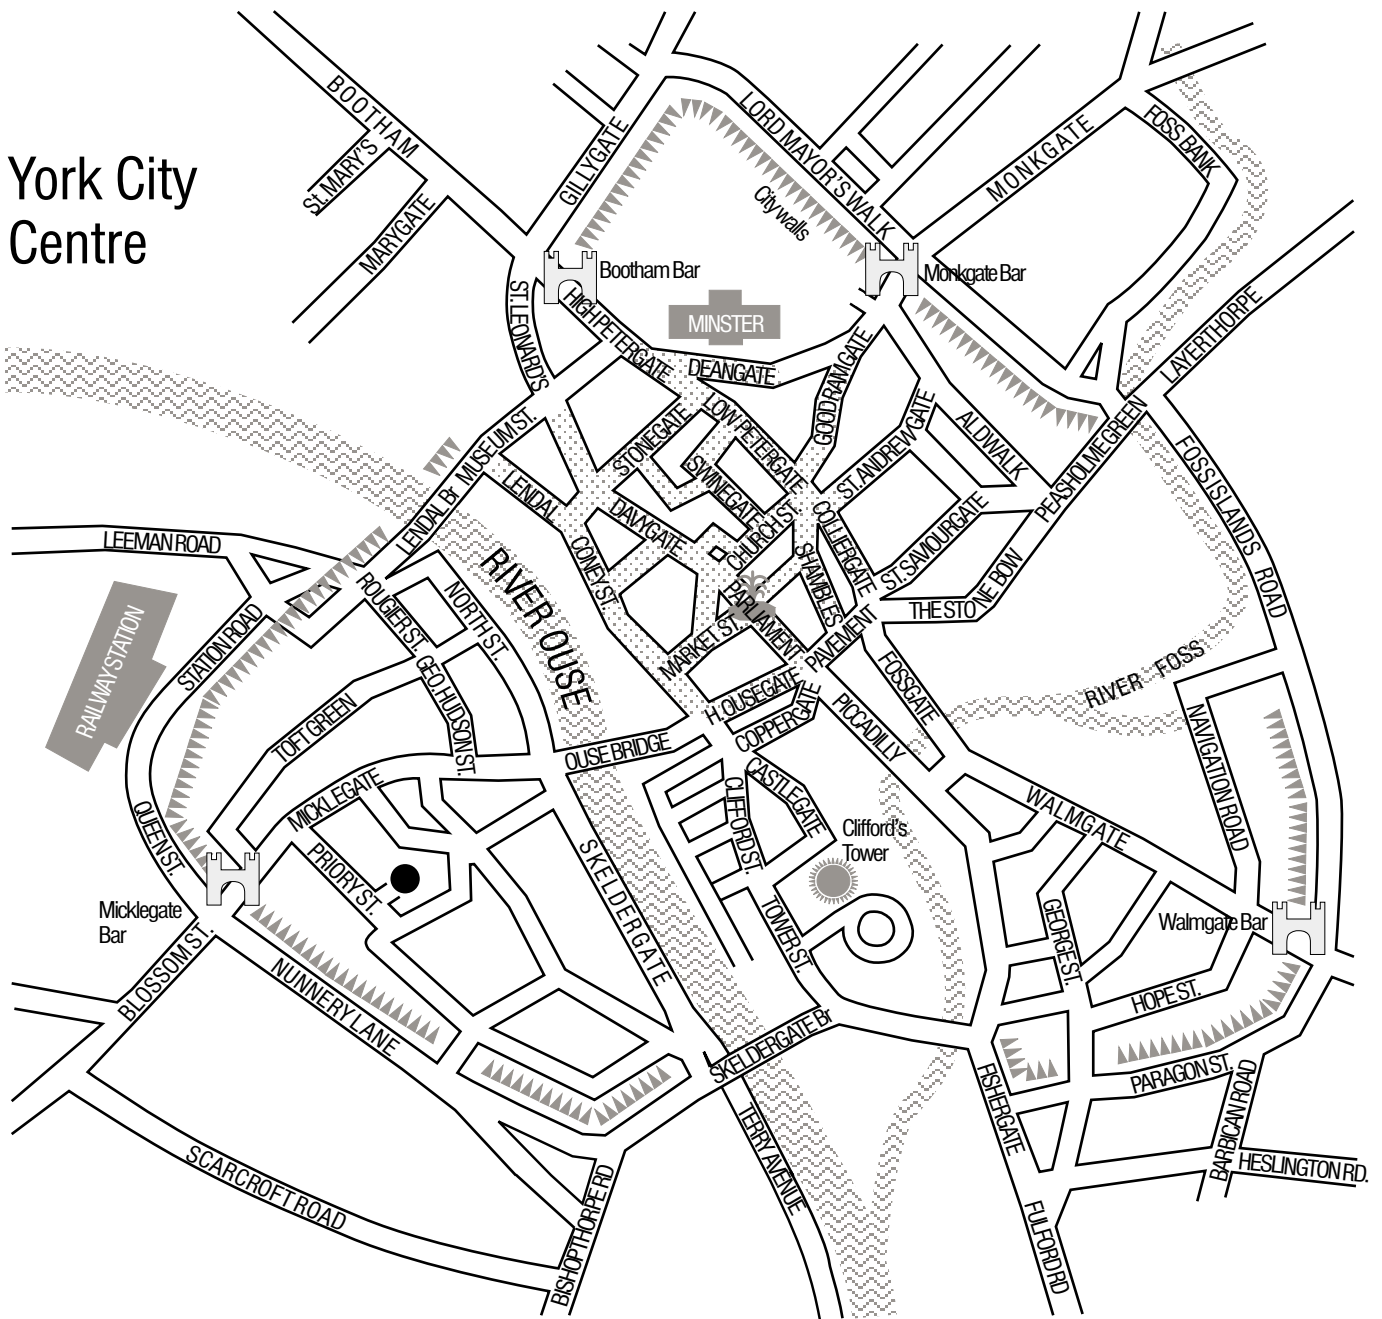 York City
Centre
BOOTHAM
St. MARY'S
MARYGATE
GILLYGATE
LORD MAYOR'S WALK
City walls
MONKGATE
FOSS BANK
Bootham Bar
Monkgate Bar
MINSTER
ST. LEONARD'S
HIGH PETERGATE
DEANGATE
GOODRAMGATE
LAYERTHORPE
LOW PETERGATE
STONEGATE
SWINEGATE
ST. ANDREWGATE
ALDWALK
PEASHOLME GREEN
FOSS ISLANDS ROAD
MUSEUM ST.
LENDAL Br
LENDAL
DAVYGATE
CHURCH ST.
COLLIERGATE
ST. SAVIOURGATE
THE STONE BOW
SHAMBLES
CONEY ST.
PARLIAMENT
MARKET ST.
PAVEMENT
LEEMAN ROAD
RAILWAY STATION
STATION ROAD
ROUGIER ST.
NORTH ST.
RIVER OUSE
GEO. HUDSON ST.
TOFT GREEN
H. OUSEGATE
COPPERGATE
PICCADILLY
FOSSGATE
RIVER FOSS
OUSE BRIDGE
MICKLEGATE
QUEEN ST.
PRIORY ST.
CASTLEGATE
CLIFFORD ST.
Clifford's
Tower
WALMGATE
NAVIGATION ROAD
SKELDERGATE
TOWER ST.
GEORGE ST.
Walmgate Bar
Micklegate
Bar
BLOSSOM ST.
NUNNERY LANE
HOPE ST.
SKELDERGATE Br
PARAGON ST.
FISHERGATE
BARBICAN ROAD
HESLINGTON RD.
TERRY AVENUE
SCARCROFT ROAD
BISHOPTHORPE RD
FULFORD RD